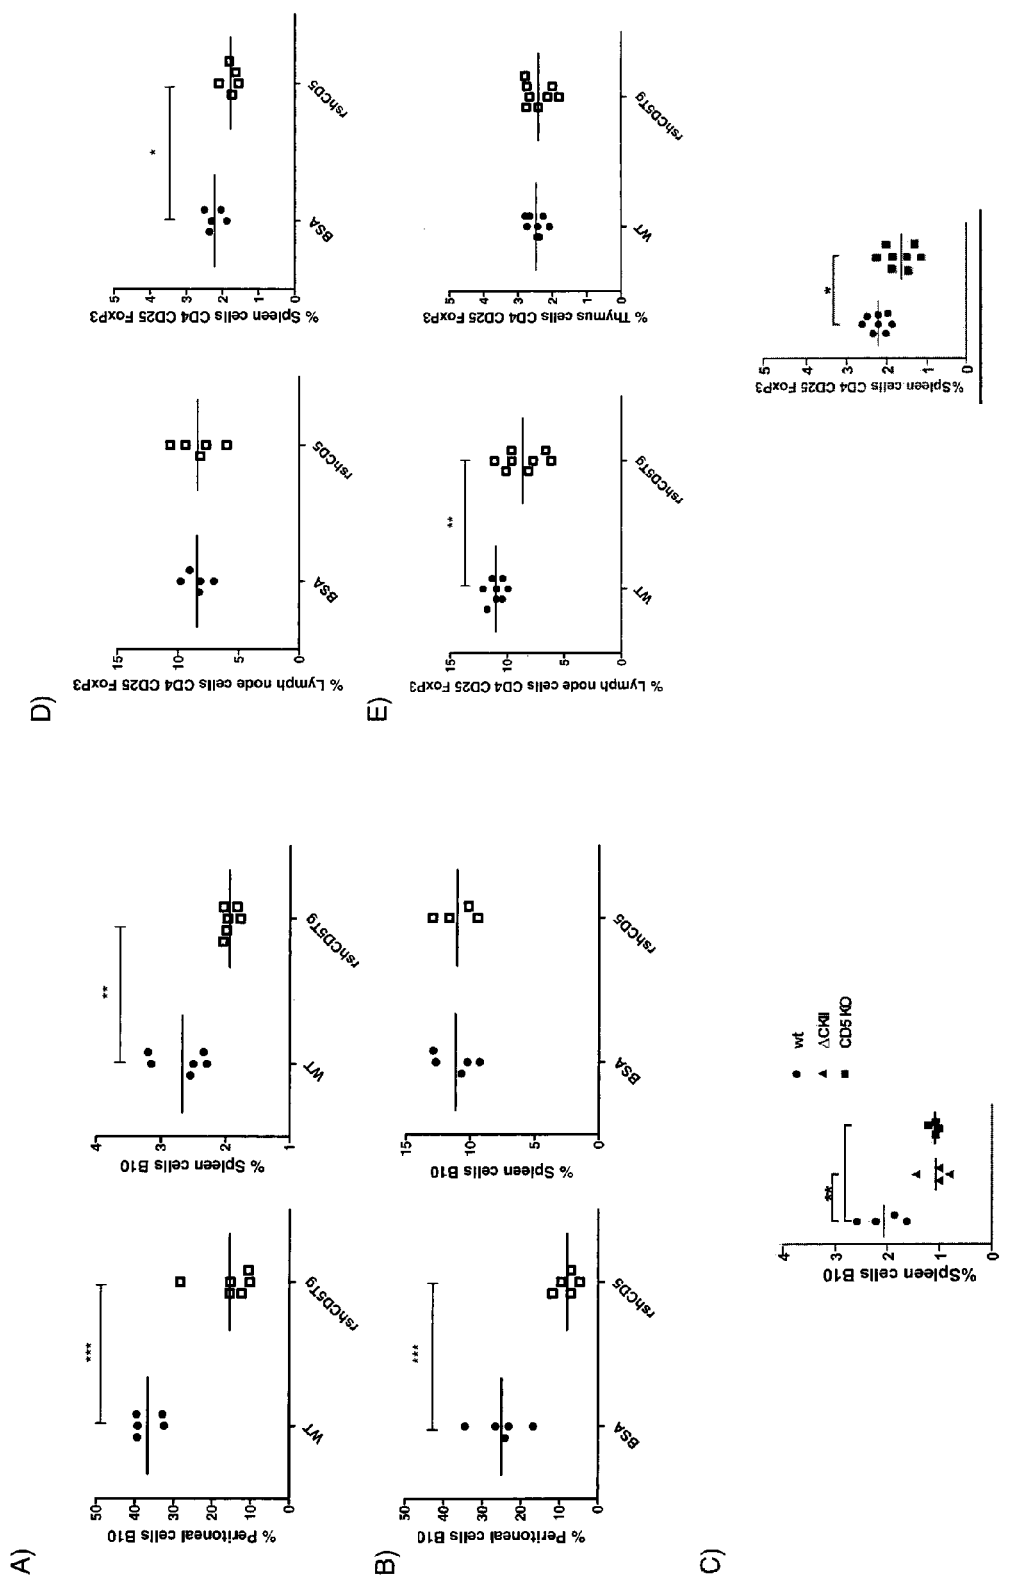 A)
% Peritoneal cells B10
50
40
30
20
10
0
***
WT
rshCD5Tg
% Spleen cells B10
4
3
2
1
**
WT
rshCD5Tg
B)
% Peritoneal cells B10
50
40
30
20
10
0
***
BSA
rshCD5
% Spleen cells B10
15
10
5
0
BSA
rshCD5
C)
%Spleen cells B10
4
3
2
1
0
**
wt
ΔCKII
CD5 KO
D)
% Lymph node cells CD4 CD25 FoxP3
15
10
5
0
BSA
rshCD5
% Spleen cells CD4 CD25 FoxP3
5
4
3
2
1
0
*
BSA
rshCD5
E)
% Lymph node cells CD4 CD25 FoxP3
15
10
5
0
**
WT
rshCD5Tg
% Thymus cells CD4 CD25 FoxP3
5
4
3
2
1
0
WT
rshCD5Tg
%Spleen cells CD4 CD25 FoxP3
5
4
3
2
1
0
*